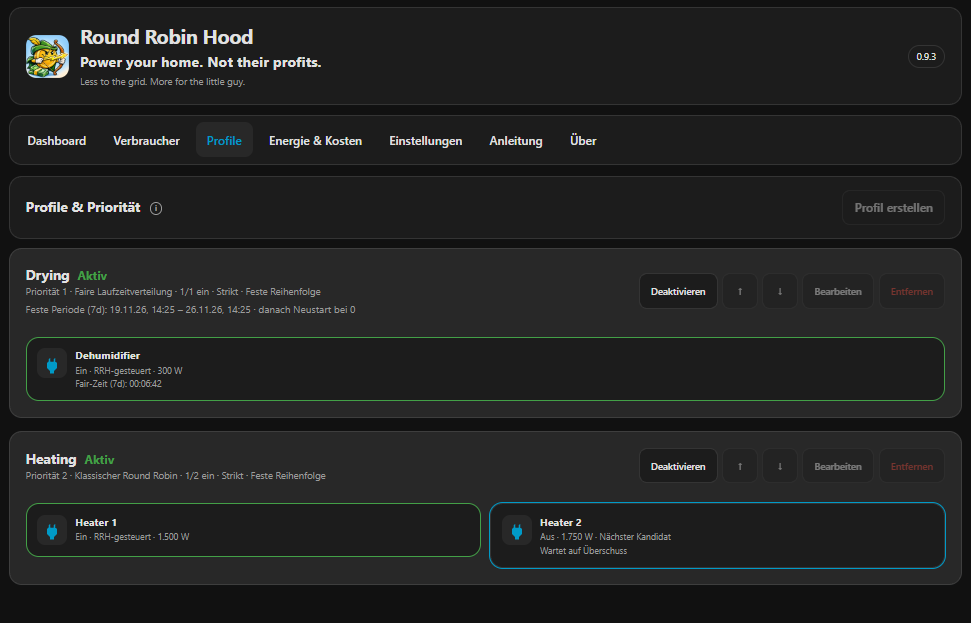 Round Robin Hood
Power your home. Not their profits.
Less to the grid. More for the little guy.
0.9.3
Dashboard Verbraucher Profile Energie & Kosten Einstellungen Anleitung Über
Profile & Priorität i Profil erstellen
Drying Aktiv
Priorität 1 · Faire Laufzeitverteilung · 1/1 ein · Strikt · Feste Reihenfolge
Feste Periode (7d): 19.11.26, 14:25 – 26.11.26, 14:25 · danach Neustart bei 0
Deaktivieren ↑ ↓ Bearbeiten Entfernen
Dehumidifier
Ein · RRH-gesteuert · 300 W
Fair-Zeit (7d): 00:06:42
Heating Aktiv
Priorität 2 · Klassischer Round Robin · 1/2 ein · Strikt · Feste Reihenfolge
Deaktivieren ↑ ↓ Bearbeiten Entfernen
Heater 1
Ein · RRH-gesteuert · 1.500 W
Heater 2
Aus · 1.750 W · Nächster Kandidat
Wartet auf Überschuss